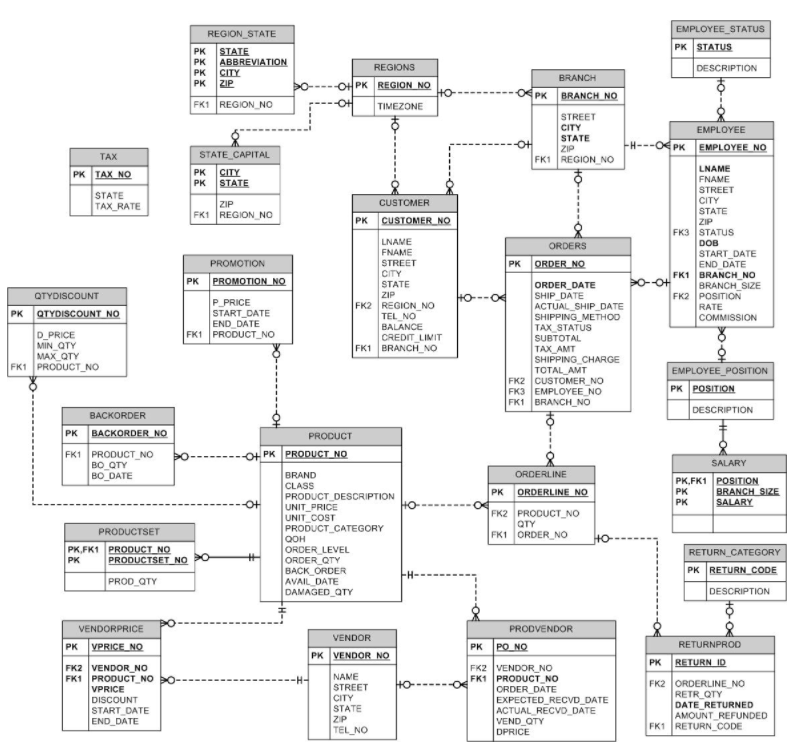 REGION_STATE
PK STATE
PK ABBREVIATION
PK CITY
PK ZIP
FK1 REGION_NO
REGIONS
PK REGION_NO
TIMEZONE
BRANCH
PK BRANCH_NO
STREET
CITY
STATE
ZIP
FK1 REGION_NO
EMPLOYEE_STATUS
PK STATUS
DESCRIPTION
TAX
PK TAX_NO
STATE
TAX_RATE
STATE_CAPITAL
PK CITY
PK STATE
ZIP
FK1 REGION_NO
CUSTOMER
PK CUSTOMER_NO
LNAME
FNAME
STREET
CITY
STATE
ZIP
FK2 REGION_NO
TEL_NO
BALANCE
CREDIT_LIMIT
FK1 BRANCH_NO
ORDERS
PK ORDER_NO
ORDER_DATE
SHIP_DATE
ACTUAL_SHIP_DATE
SHIPPING_METHOD
TAX_STATUS
SUBTOTAL
TAX_AMT
SHIPPING_CHARGE
TOTAL_AMT
FK2 CUSTOMER_NO
FK3 EMPLOYEE_NO
FK1 BRANCH_NO
EMPLOYEE
PK EMPLOYEE_NO
LNAME
FNAME
STREET
CITY
STATE
ZIP
FK3 STATUS
DOB
START_DATE
END_DATE
FK1 BRANCH_NO
BRANCH_SIZE
FK2 POSITION
RATE
COMMISSION
QTYDISCOUNT
PK QTYDISCOUNT_NO
D_PRICE
MIN_QTY
MAX_QTY
FK1 PRODUCT_NO
PROMOTION
PK PROMOTION_NO
P_PRICE
START_DATE
END_DATE
FK1 PRODUCT_NO
EMPLOYEE_POSITION
PK POSITION
DESCRIPTION
BACKORDER
PK BACKORDER_NO
FK1 PRODUCT_NO
BO_QTY
BO_DATE
PRODUCT
PK PRODUCT_NO
BRAND
CLASS
PRODUCT_DESCRIPTION
UNIT_PRICE
UNIT_COST
PRODUCT_CATEGORY
QOH
ORDER_LEVEL
ORDER_QTY
BACK_ORDER
AVAIL_DATE
DAMAGED_QTY
ORDERLINE
PK ORDERLINE_NO
FK2 PRODUCT_NO
QTY
FK1 ORDER_NO
SALARY
PK,FK1 POSITION
PK BRANCH_SIZE
PK SALARY
PRODUCTSET
PK,FK1 PRODUCT_NO
PK PRODUCTSET_NO
PROD_QTY
RETURN_CATEGORY
PK RETURN_CODE
DESCRIPTION
VENDORPRICE
PK VPRICE_NO
FK2 VENDOR_NO
FK1 PRODUCT_NO
VPRICE
DISCOUNT
START_DATE
END_DATE
VENDOR
PK VENDOR_NO
NAME
STREET
CITY
STATE
ZIP
TEL_NO
PRODVENDOR
PK PO_NO
FK2 VENDOR_NO
FK1 PRODUCT_NO
ORDER_DATE
EXPECTED_RECVD_DATE
ACTUAL_RECVD_DATE
VEND_QTY
DPRICE
RETURNPROD
PK RETURN_ID
FK2 ORDERLINE_NO
RETR_QTY
DATE_RETURNED
AMOUNT_REFUNDED
FK1 RETURN_CODE